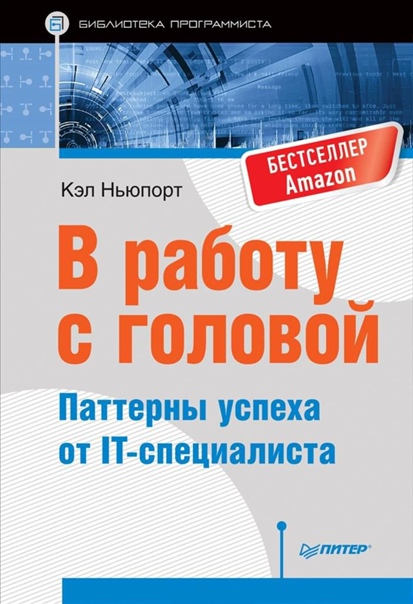 БИБЛИОТЕКА ПРОГРАММИСТА
БЕСТСЕЛЛЕР
Amazon
Кэл Ньюпорт
В работу
с головой
Паттерны успеха
от IT-специалиста
ПИТЕР